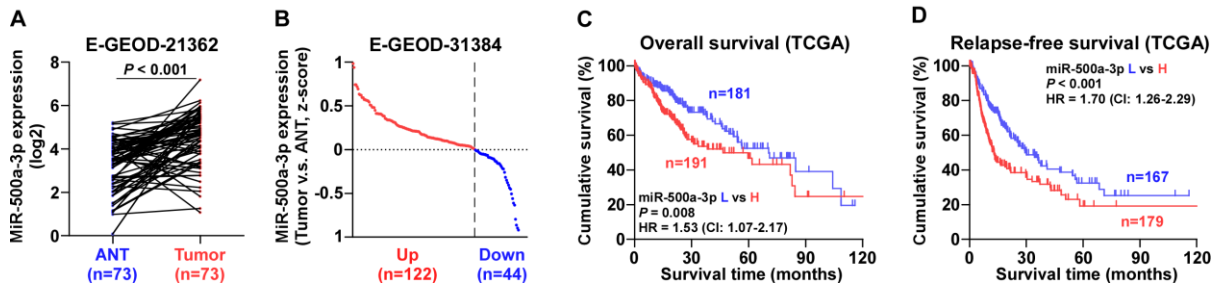 A
E-GEOD-21362
MiR-500a-3p expression
(log2)
8
6
4
2
0
P < 0.001
ANT
(n=73)
Tumor
(n=73)
B
E-GEOD-31384
MiR-500a-3p expression
(Tumor v.s. ANT, z-score)
1
0.5
0
-0.5
-1
Up
(n=122)
Down
(n=44)
C
Overall survival (TCGA)
Cumulative survival (%)
100
80
60
40
20
0
n=181
n=191
miR-500a-3p L vs H
P = 0.008
HR = 1.53 (CI: 1.07-2.17)
0 30 60 90 120
Survival time (months)
D
Relapse-free survival (TCGA)
Cumulative survival (%)
100
80
60
40
20
0
miR-500a-3p L vs H
P < 0.001
HR = 1.70 (CI: 1.26-2.29)
n=167
n=179
0 30 60 90 120
Survival time (months)